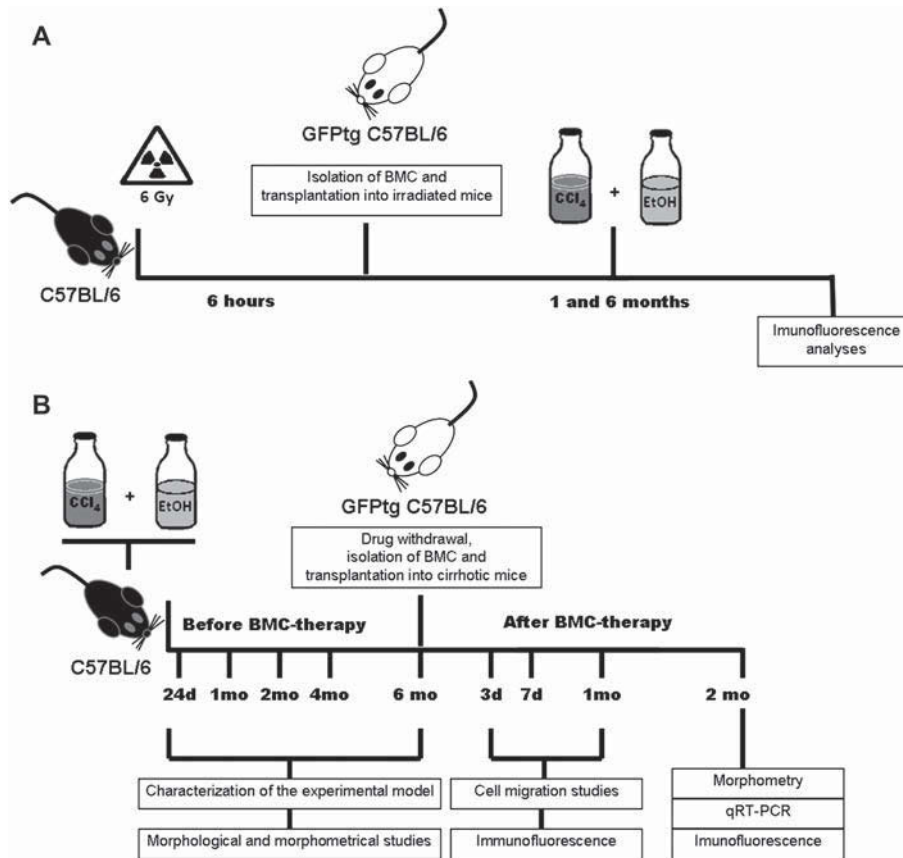 A
GFPtg C57BL/6
6 Gy
Isolation of BMC and
transplantation into irradiated mice
CCl4
+
EtOH
C57BL/6
6 hours
1 and 6 months
Imunofluorescence
analyses
B
CCl4
+
EtOH
GFPtg C57BL/6
Drug withdrawal,
isolation of BMC and
transplantation into cirrhotic mice
Before BMC-therapy
After BMC-therapy
C57BL/6
24d
1mo
2mo
4mo
6 mo
3d
7d
1mo
2 mo
Characterization of the experimental model
Morphological and morphometrical studies
Cell migration studies
Immunofluorescence
Morphometry
qRT-PCR
Imunofluorescence